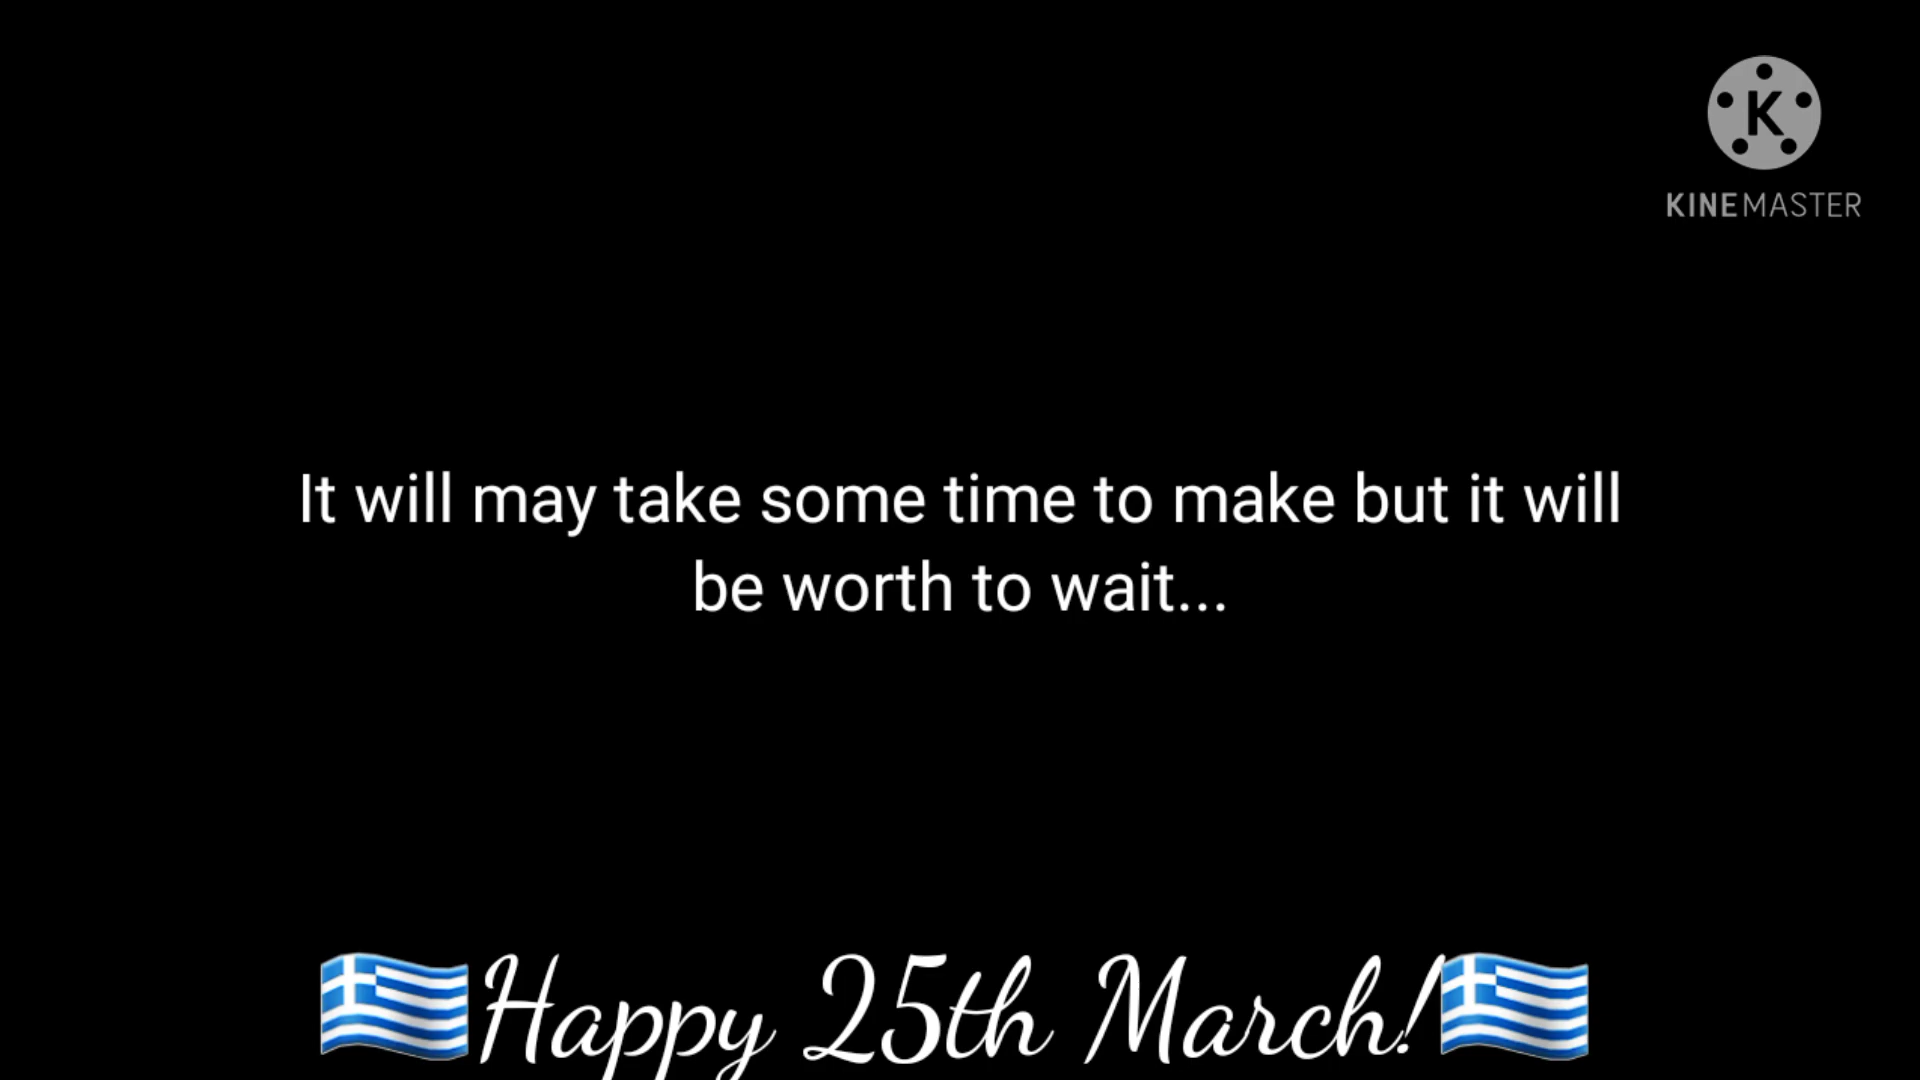 K
KINEMASTER
It will may take some time to make but it will
be worth to wait...
🇬🇷Happy 25th March!🇬🇷